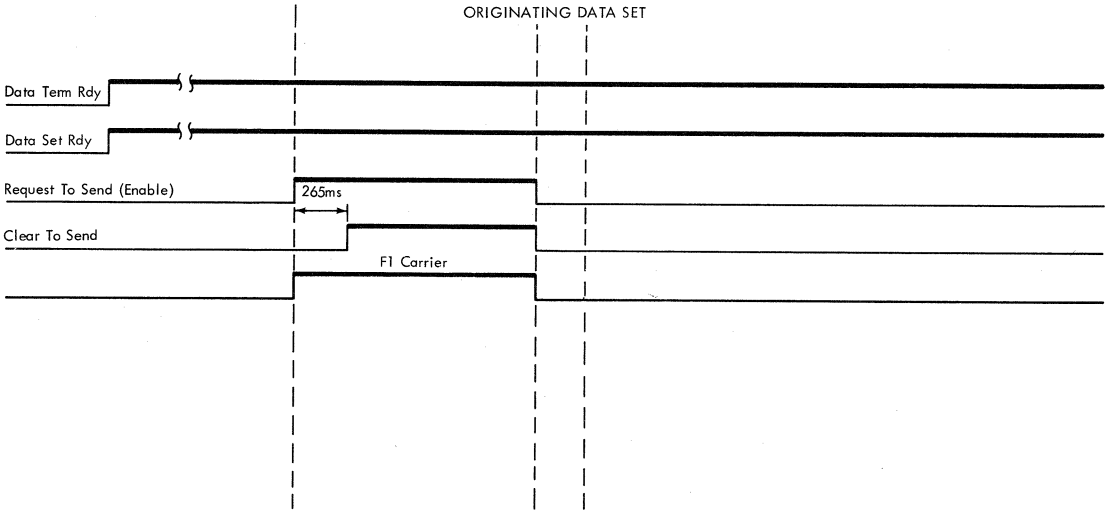 ORIGINATING DATA SET
Data Term Rdy
Data Set Rdy
Request To Send (Enable)
265ms
Clear To Send
F1 Carrier